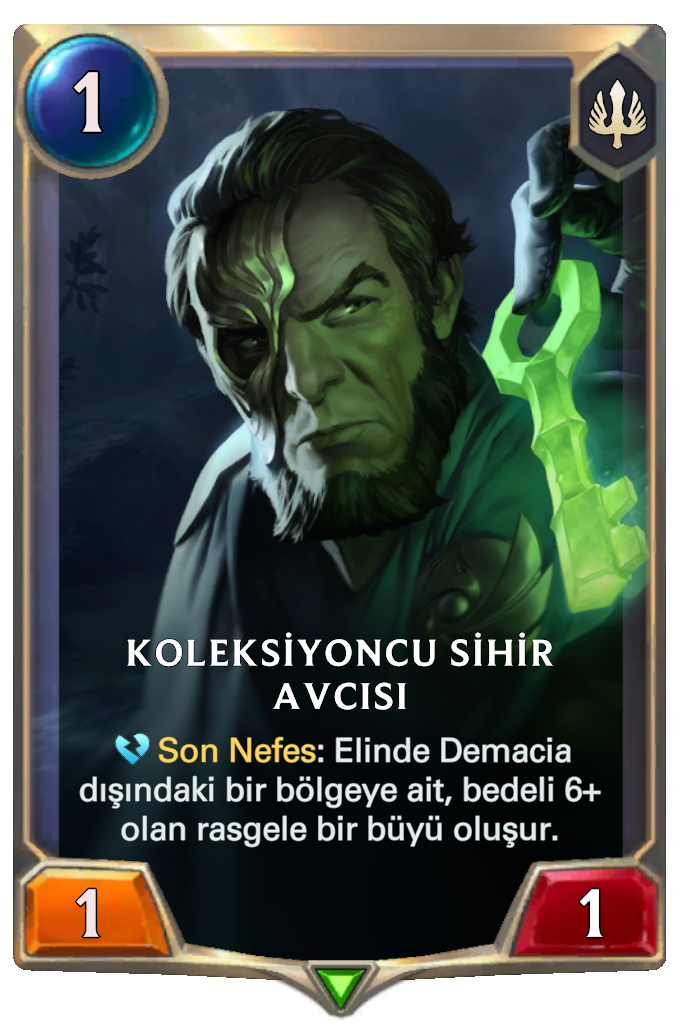 1
KOLEKSİYONCU SİHİR
AVCISI
Son Nefes: Elinde Demacia
dışındaki bir bölgeye ait, bedeli 6+
olan rasgele bir büyü oluşur.
1
1